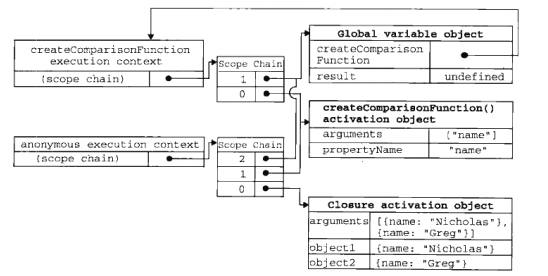 createComparisonFunction
execution context
(scope chain)
Scope Chain
1
0
Global variable object
createComparison
Function
result
undefined
createComparisonFunction()
activation object
arguments
["name"]
propertyName
"name"
anonymous execution context
(scope chain)
Scope Chain
2
1
0
Closure activation object
arguments
[{name: "Nicholas"},
{name: "Greg"}]
object1
{name: "Nicholas"}
object2
{name: "Greg"}